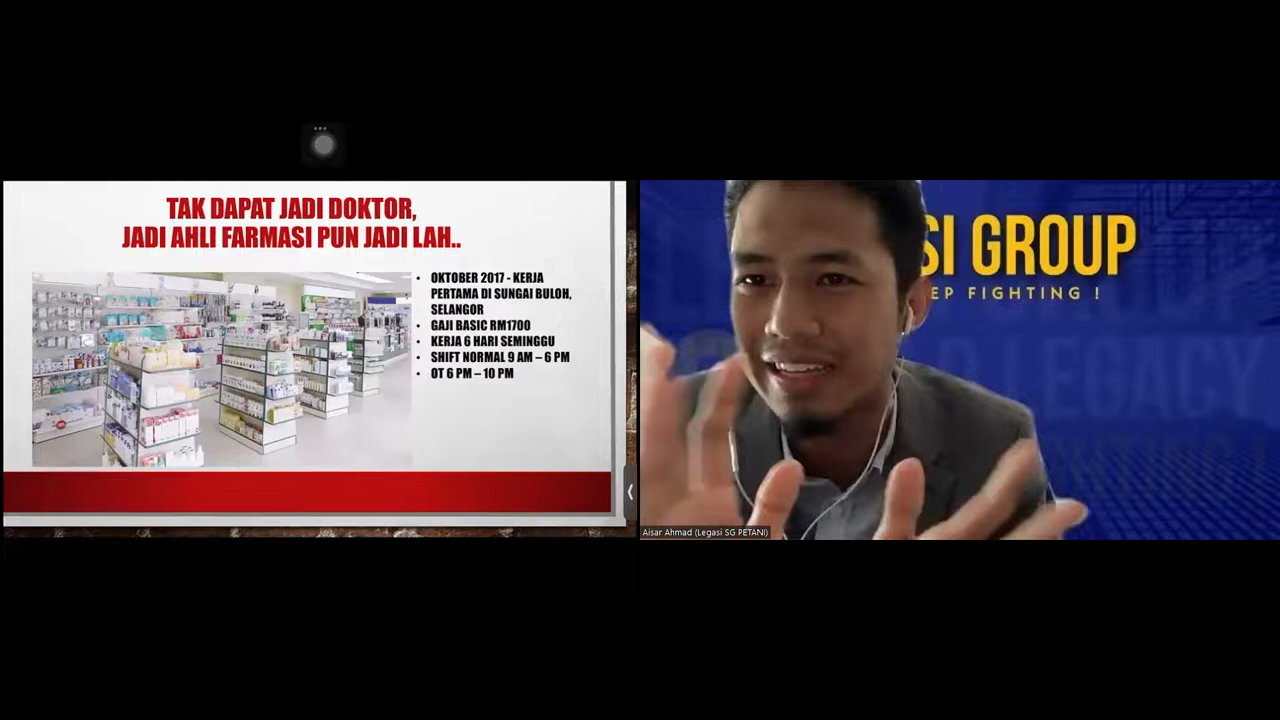 TAK DAPAT JADI DOKTOR,
JADI AHLI FARMASI PUN JADI LAH..
• OKTOBER 2017 - KERJA
PERTAMA DI SUNGAI BULOH,
SELANGOR
• GAJI BASIC RM1700
• KERJA 6 HARI SEMINGGU
• SHIFT NORMAL 9 AM – 6 PM
• OT 6 PM – 10 PM
SI GROUP
EP FIGHTING !
LEGACY
Aisar Ahmad (Legasi SG PETANI)